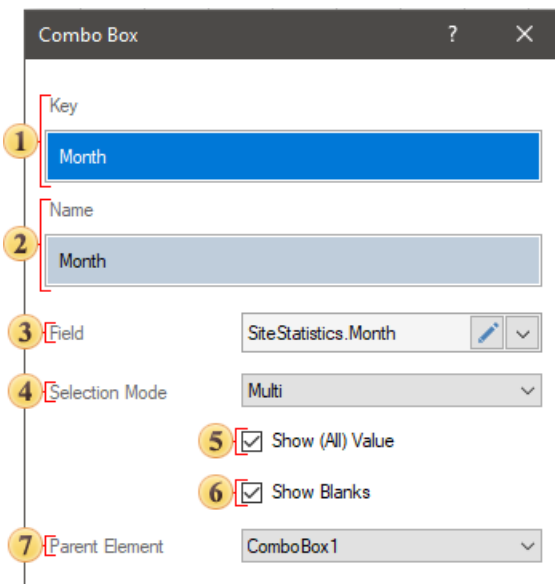 Combo Box ?
Key
1
Month
Name
2
Month
3 Field SiteStatistics.Month
4 Selection Mode Multi
5 Show (All) Value
6 Show Blanks
7 Parent Element ComboBox1